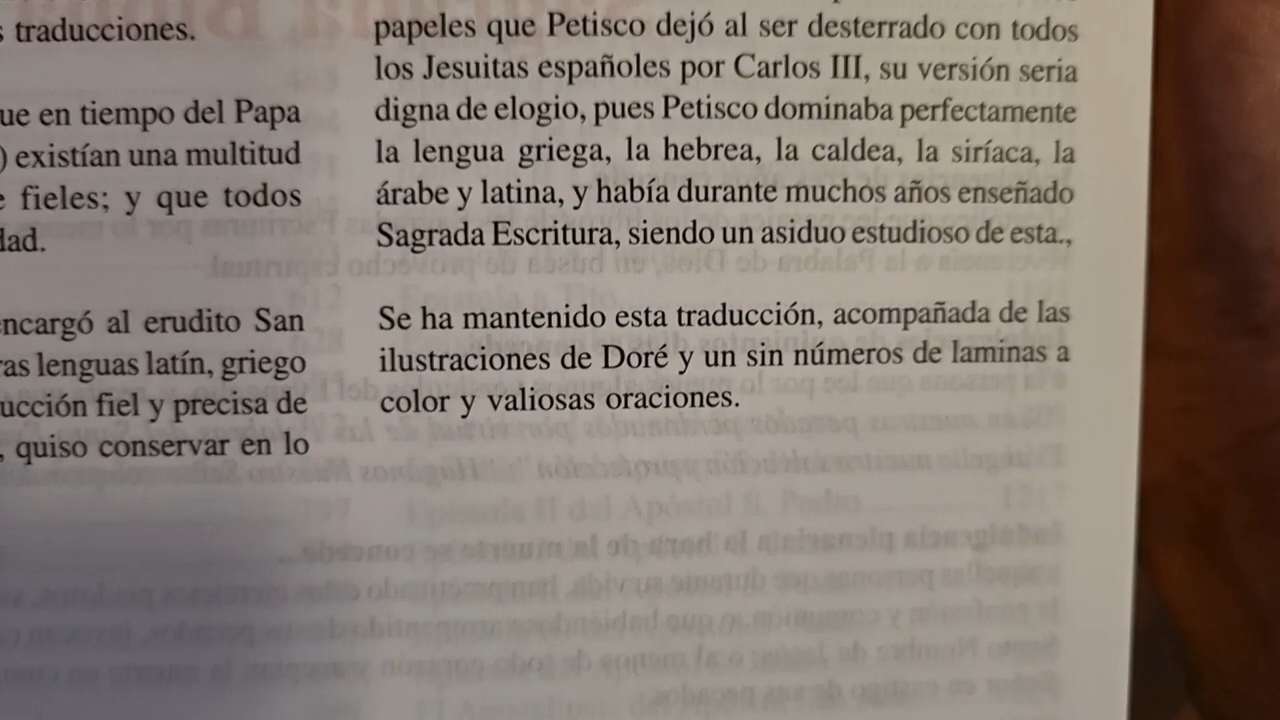 traducciones.
ue en tiempo del Papa
) existían una multitud
fieles; y que todos
dad.
encargó al erudito San
ras lenguas latín, griego
ucción fiel y precisa de
, quiso conservar en lo
papeles que Petisco dejó al ser desterrado con todos
los Jesuitas españoles por Carlos III, su versión seria
digna de elogio, pues Petisco dominaba perfectamente
la lengua griega, la hebrea, la caldea, la siríaca, la
árabe y latina, y había durante muchos años enseñado
Sagrada Escritura, siendo un asiduo estudioso de esta.,
Se ha mantenido esta traducción, acompañada de las
ilustraciones de Doré y un sin números de laminas a
color y valiosas oraciones.